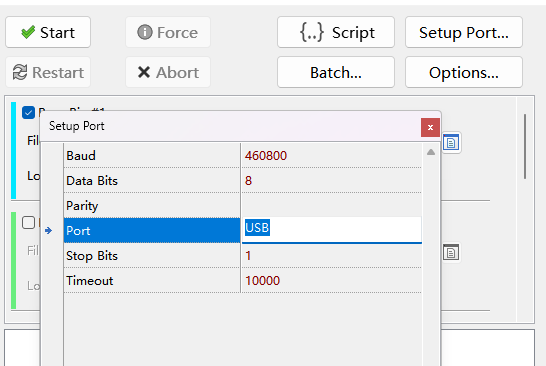 Start
Force
{..} Script
Setup Port...
Restart
Abort
Batch...
Options...
Setup Port
Fil
Lo
Baud 460800
Data Bits 8
Parity
Port USB
Stop Bits 1
Timeout 10000
Fil
Lo